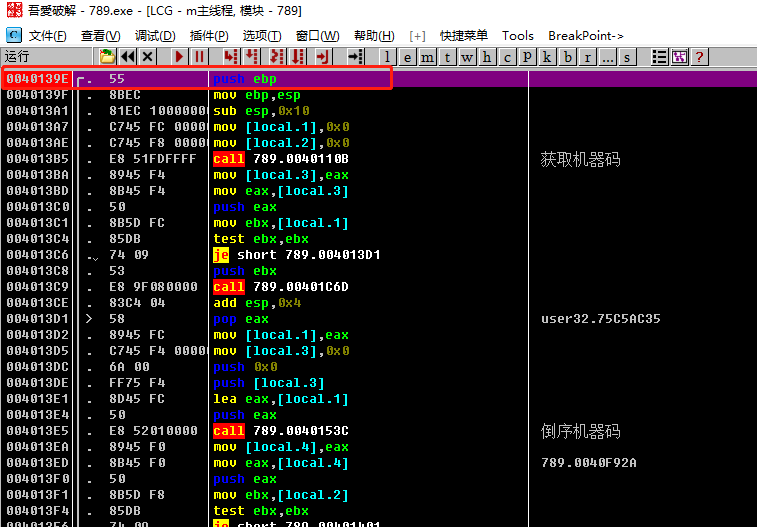 吾爱破解 - 789.exe - [LCG - m主线程, 模块 - 789]
C 文件(F) 查看(V) 调试(D) 插件(P) 选项(T) 窗口(W) 帮助(H) [+] 快捷菜单 Tools BreakPoint->
运行 l e m t w h c p k b r ... s ?
0040139E . 55 push ebp
0040139F . 8BEC mov ebp,esp
004013A1 . 81EC 10000000 sub esp,0x10
004013A7 . C745 FC 0000 mov [local.1],0x0
004013AE . C745 F8 0000 mov [local.2],0x0
004013B5 . E8 51FDFFFF call 789.0040110B 获取机器码
004013BA . 8945 F4 mov [local.3],eax
004013BD . 8B45 F4 mov eax,[local.3]
004013C0 . 50 push eax
004013C1 . 8B5D FC mov ebx,[local.1]
004013C4 . 85DB test ebx,ebx
004013C6 . 74 09 je short 789.004013D1
004013C8 . 53 push ebx
004013C9 . E8 9F080000 call 789.00401C6D
004013CE . 83C4 04 add esp,0x4
004013D1 > 58 pop eax user32.75C5AC35
004013D2 . 8945 FC mov [local.1],eax
004013D5 . C745 F4 0000 mov [local.3],0x0
004013DC . 6A 00 push 0x0
004013DE . FF75 F4 push [local.3]
004013E1 . 8D45 FC lea eax,[local.1]
004013E4 . 50 push eax
004013E5 . E8 52010000 call 789.0040153C 倒序机器码
004013EA . 8945 F0 mov [local.4],eax
004013ED . 8B45 F0 mov eax,[local.4] 789.0040F92A
004013F0 . 50 push eax
004013F1 . 8B5D F8 mov ebx,[local.2]
004013F4 . 85DB test ebx,ebx
004013F6 . 74 09 je short 789.00401401